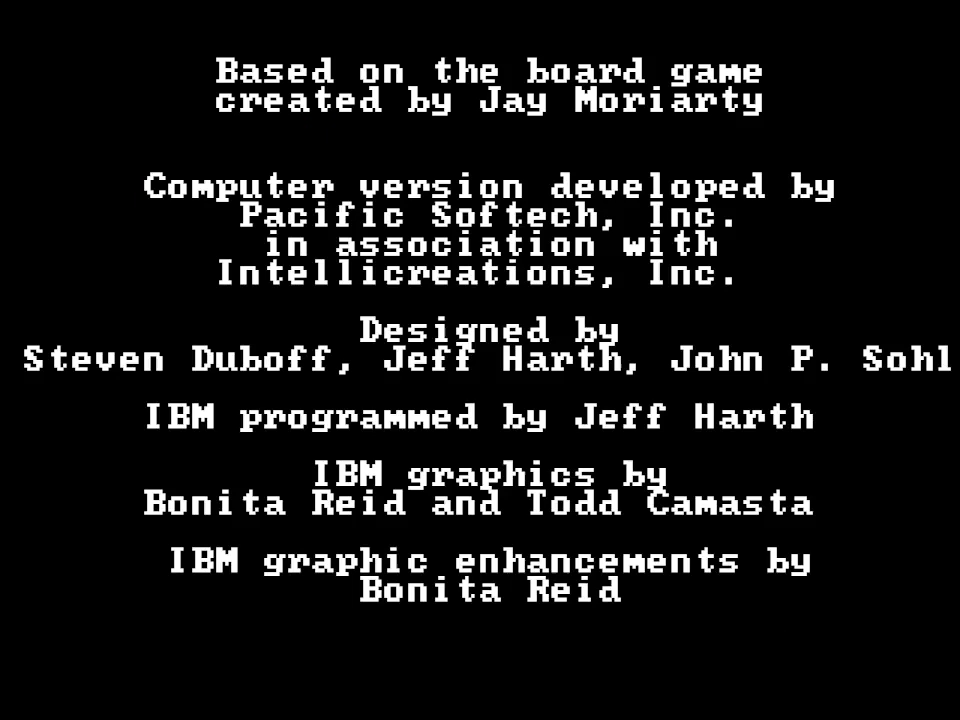 Based on the board game
created by Jay Moriarty
Computer version developed by
Pacific Softech, Inc.
in association with
Intellicreations, Inc.
Designed by
Steven Duboff, Jeff Harth, John P. Sohl
IBM programmed by Jeff Harth
IBM graphics by
Bonita Reid and Todd Camasta
IBM graphic enhancements by
Bonita Reid